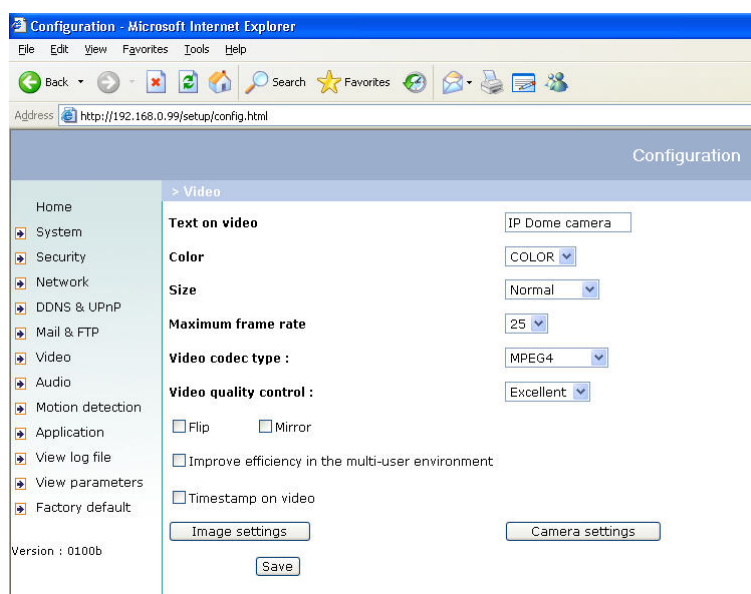 Configuration - Microsoft Internet Explorer
File Edit View Favorites Tools Help
Back Search Favorites
Address http://192.168.0.99/setup/config.html
Configuration
Home
System
Security
Network
DDNS & UPnP
Mail & FTP
Video
Audio
Motion detection
Application
View log file
View parameters
Factory default
Version : 0100b
> Video
Text on video IP Dome camera
Color COLOR
Size Normal
Maximum frame rate 25
Video codec type : MPEG4
Video quality control : Excellent
Flip Mirror
Improve efficiency in the multi-user environment
Timestamp on video
Image settings Camera settings
Save